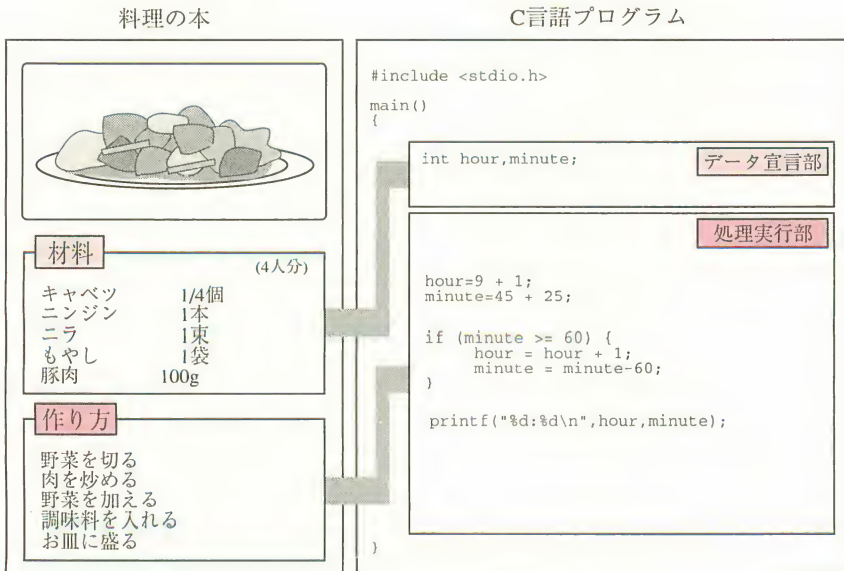 料理の本
材料
(4人分)
キャベツ 1/4個
ニンジン 1本
ニラ 1束
もやし 1袋
豚肉 100g
作り方
野菜を切る
肉を炒める
野菜を加える
調味料を入れる
お皿に盛る
C言語プログラム
#include <stdio.h>
main()
{
int hour,minute;
データ宣言部
処理実行部
hour=9 + 1;
minute=45 + 25;
if (minute >= 60) {
hour = hour + 1;
minute = minute-60;
}
printf("%d:%d\n",hour,minute);
}